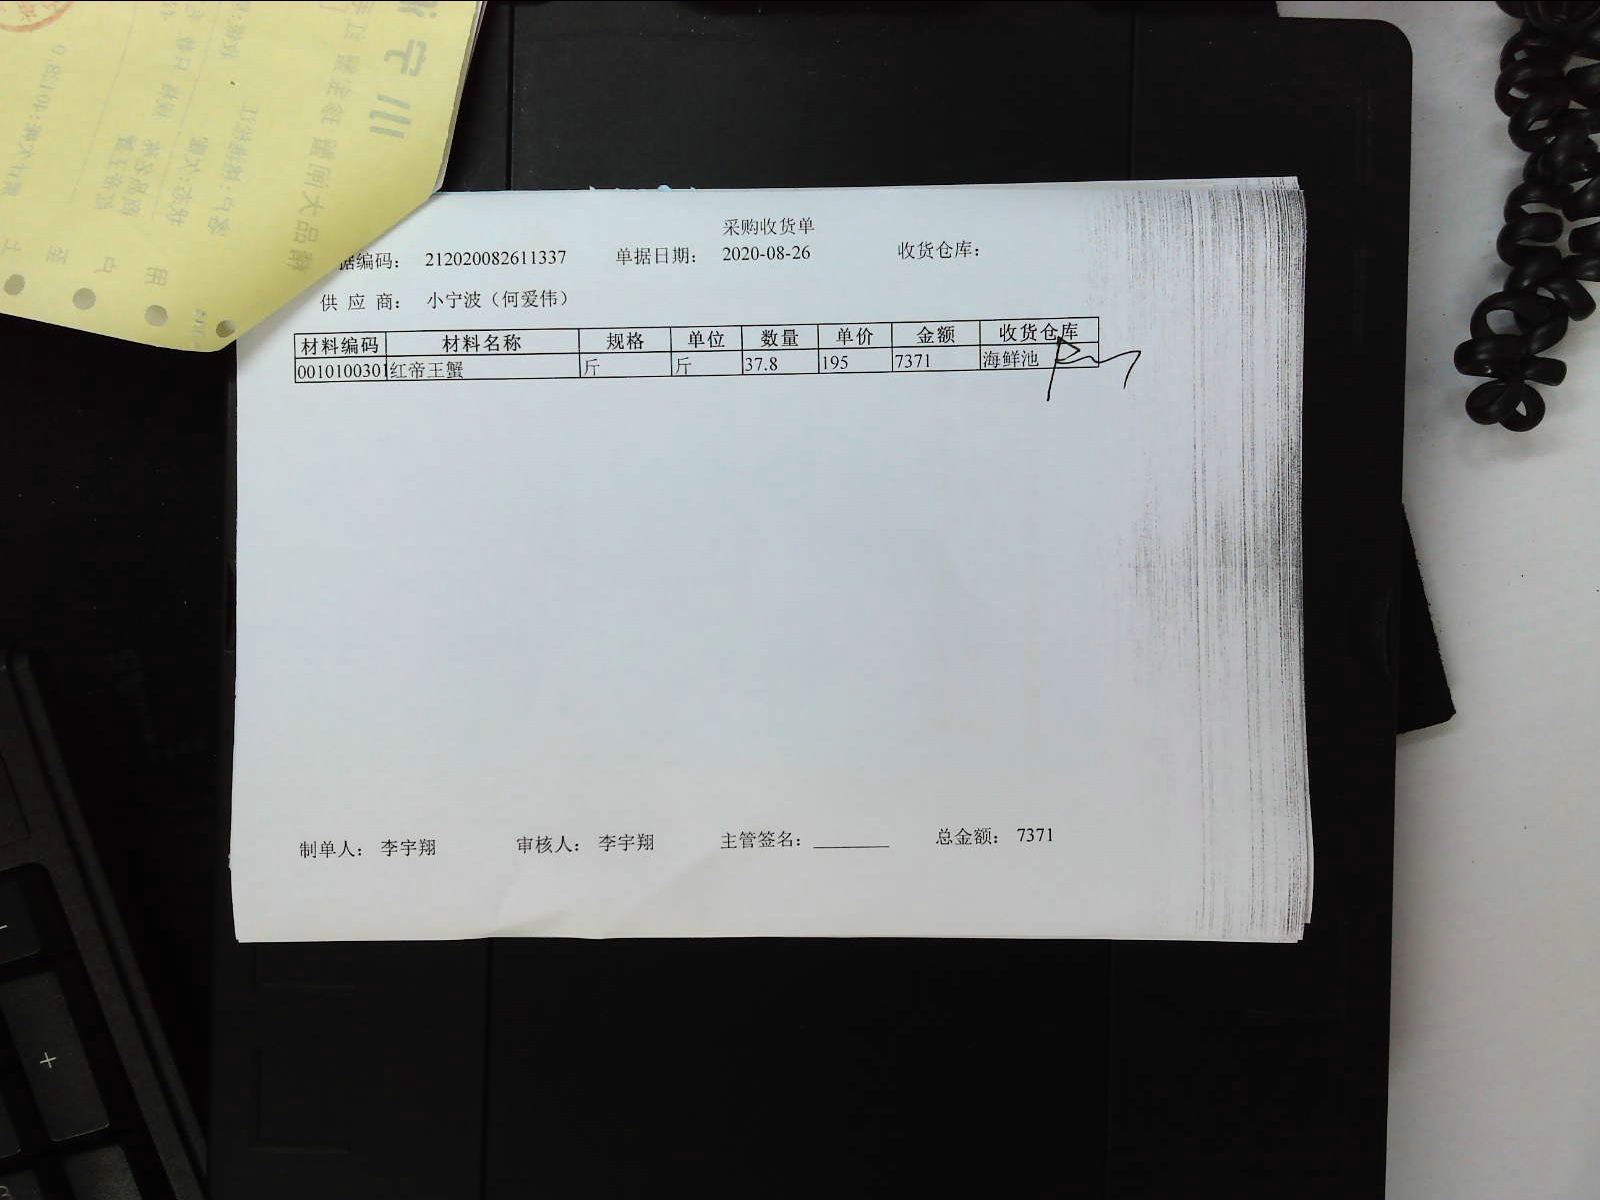 采购收货单
据编码： 212020082611337 单据日期： 2020-08-26 收货仓库：
供 应 商： 小宁波（何爱伟）
材料编码 材料名称 规格 单位 数量 单价 金额 收货仓库
0010100301 红帝王蟹 斤 斤 37.8 195 7371 海鲜池
制单人： 李宇翔 审核人： 李宇翔 主管签名： 总金额： 7371